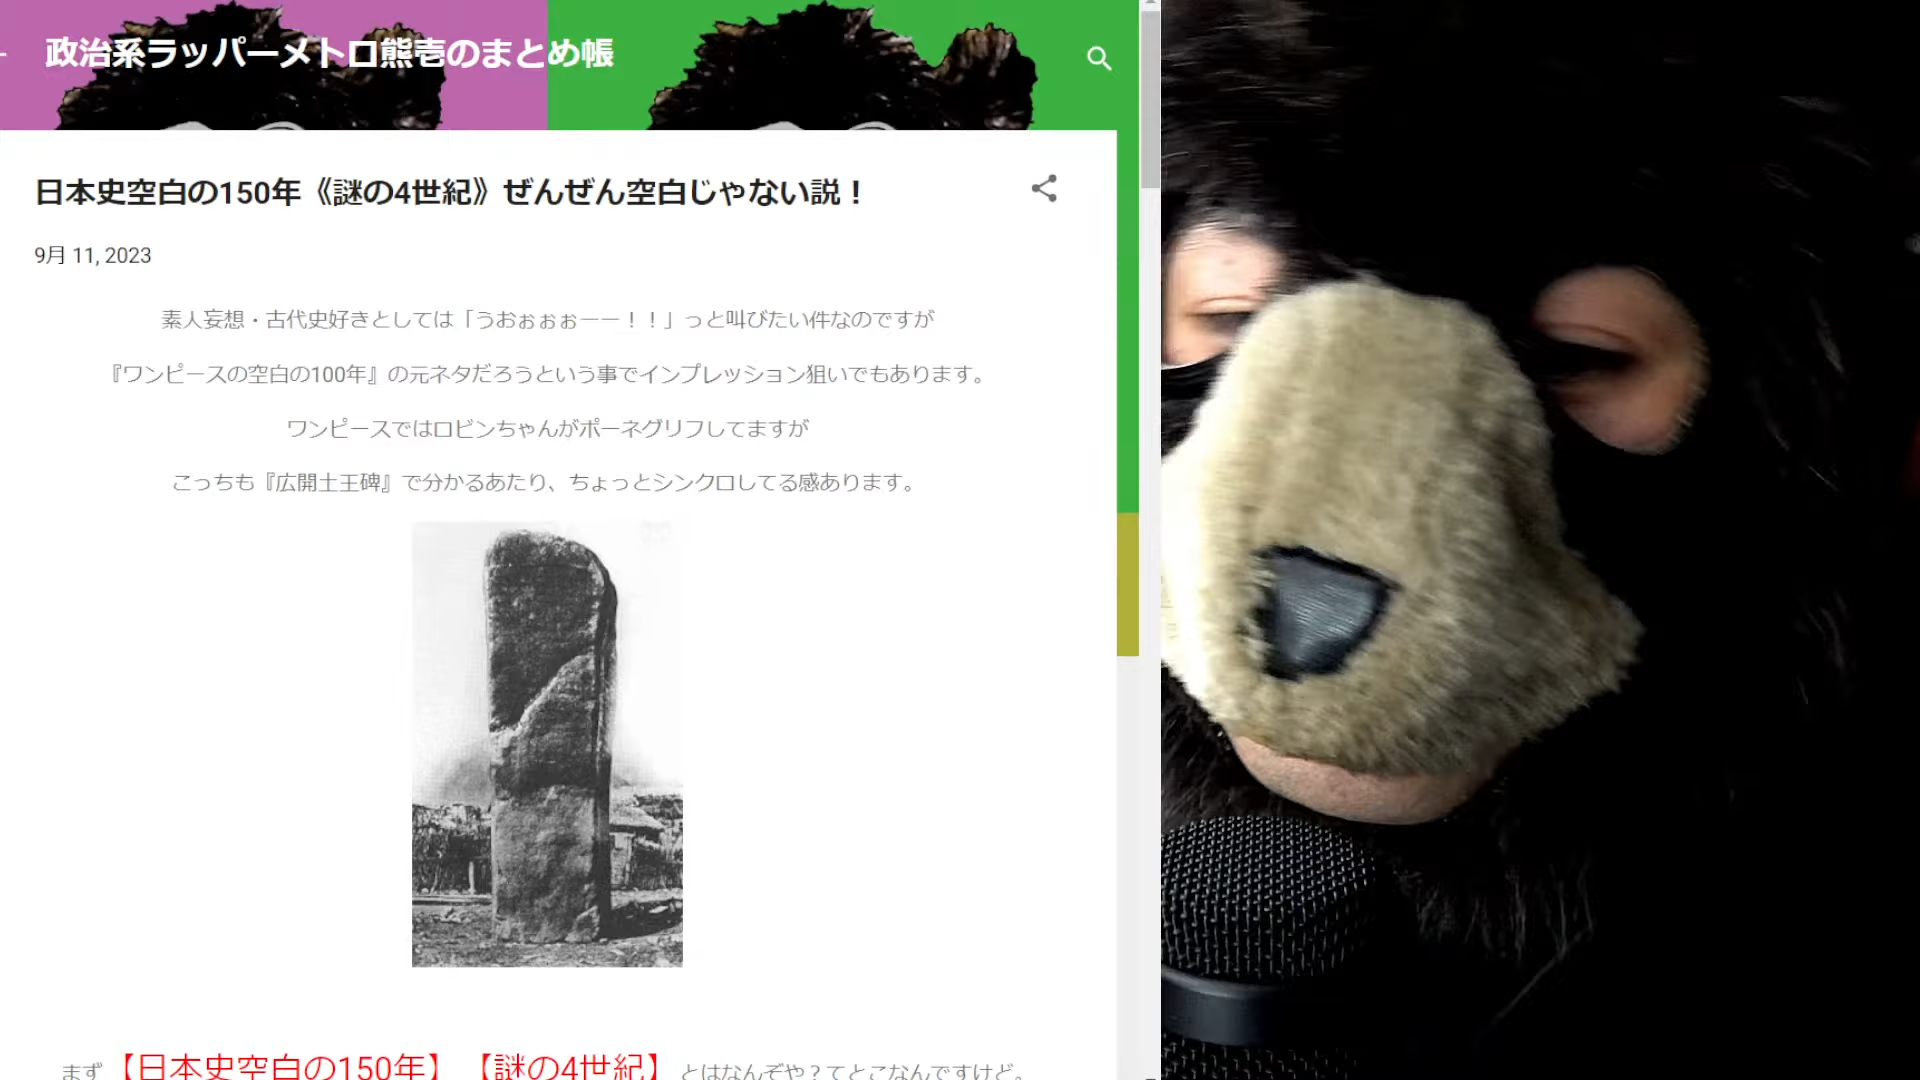 政治系ラッパーメトロ熊壱のまとめ帳
日本史空白の150年《謎の4世紀》ぜんぜん空白じゃない説！
9月 11, 2023
素人妄想・古代史好きとしては「うおぉぉぉーー！！」っと叫びたい件なのですが
『ワンピースの空白の100年』の元ネタだろうという事でインプレッション狙いでもあります。
ワンピースではロビンちゃんがポーネグリフしてますが
こっちも『広開土王碑』で分かるあたり、ちょっとシンクロしてる感あります。
まず【日本史空白の150年】【謎の4世紀】とはなんぞや？てとこなんですけど。